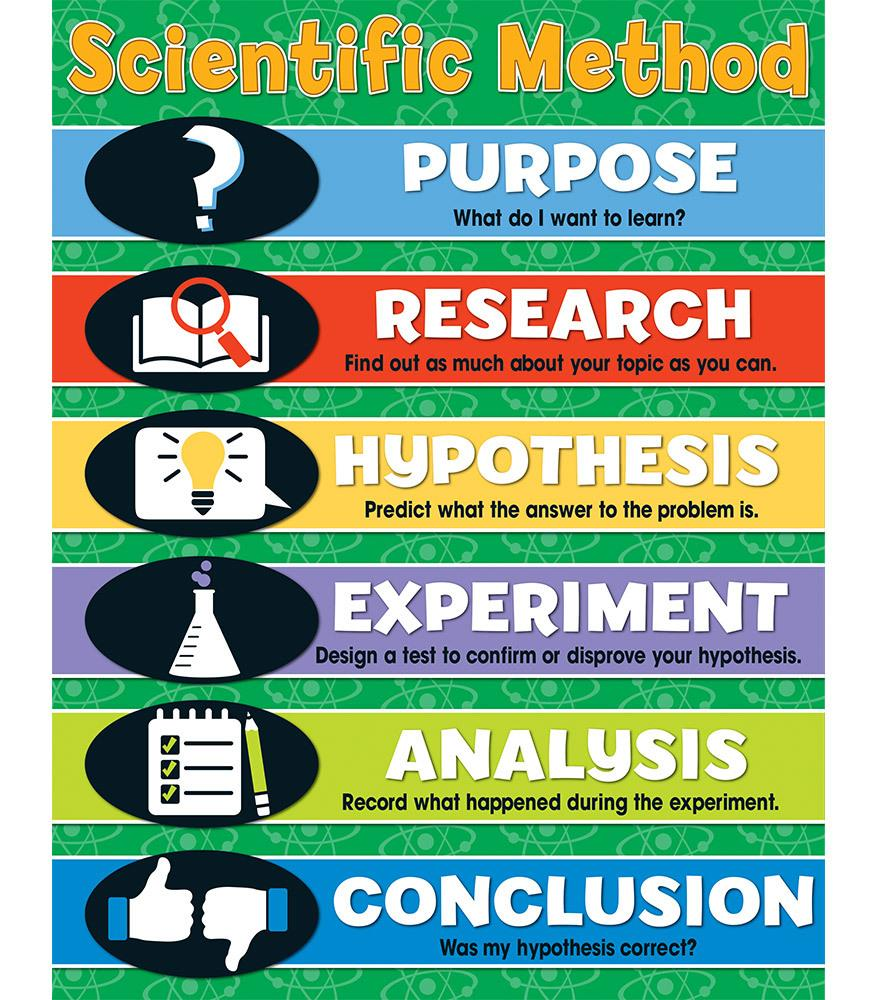 Scientific Method
PURPOSE
What do I want to learn?
RESEARCH
Find out as much about your topic as you can.
HYPOTHESIS
Predict what the answer to the problem is.
EXPERIMENT
Design a test to confirm or disprove your hypothesis.
ANALYSIS
Record what happened during the experiment.
CONCLUSION
Was my hypothesis correct?